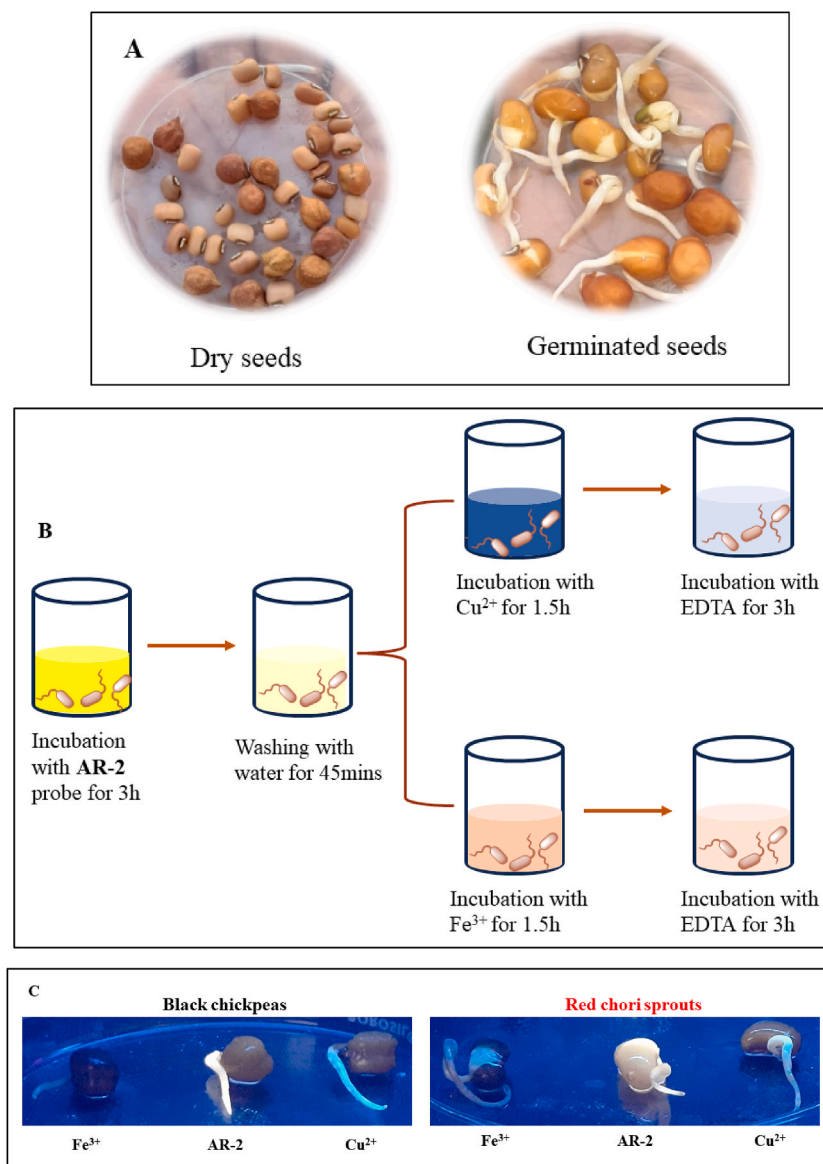 A
Dry seeds
Germinated seeds
B
Incubation
with AR-2
probe for 3h
Washing with
water for 45mins
Incubation with
Cu²⁺ for 1.5h
Incubation with
EDTA for 3h
Incubation with
Fe³⁺ for 1.5h
Incubation with
EDTA for 3h
C
Black chickpeas
Red chori sprouts
Fe³⁺
AR-2
Cu²⁺
Fe³⁺
AR-2
Cu²⁺